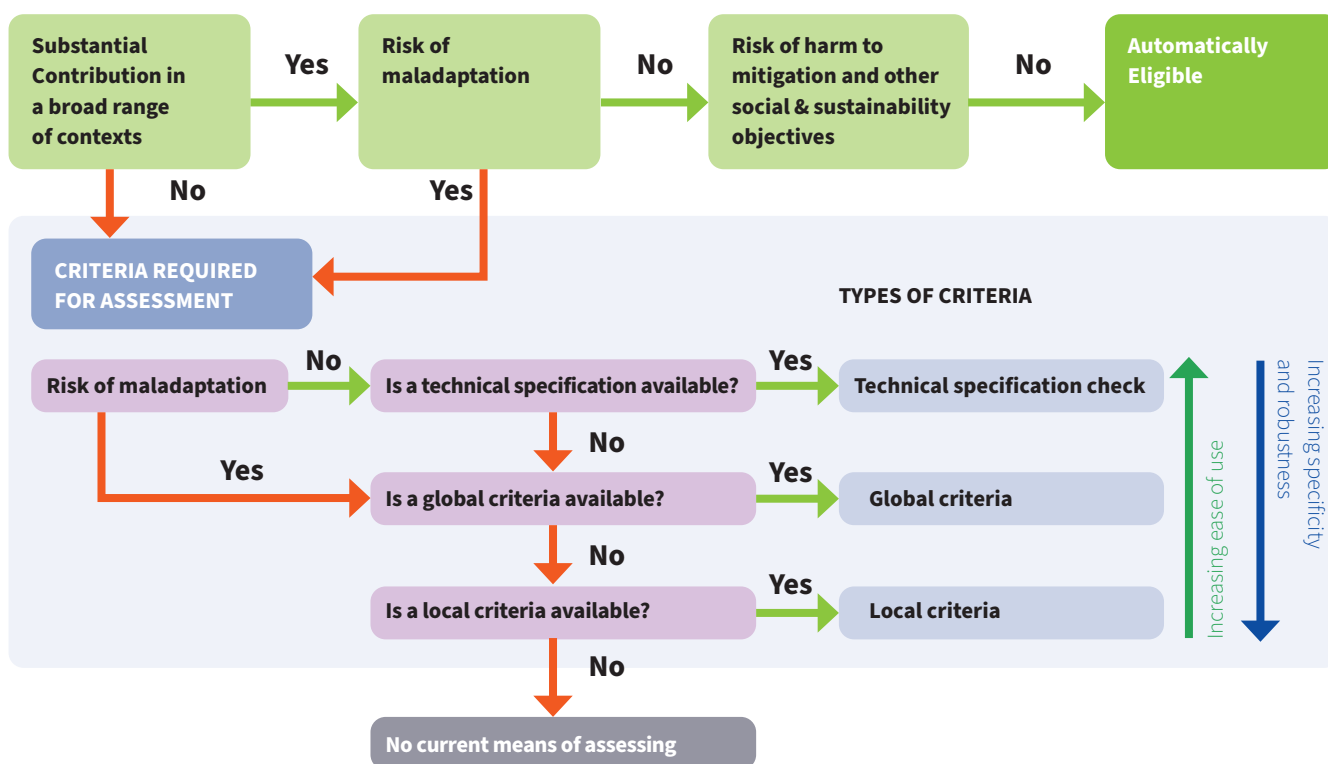 Substantial
Contribution in
a broad range
of contexts
Yes
Risk of
maladaptation
No
Risk of harm to
mitigation and other
social & sustainability
objectives
No
Automatically
Eligible
No
Yes
CRITERIA REQUIRED
FOR ASSESSMENT
TYPES OF CRITERIA
Risk of maladaptation
No
Is a technical specification available?
Yes
Technical specification check
No
Yes
Is a global criteria available?
Yes
Global criteria
No
Is a local criteria available?
Yes
Local criteria
No
No current means of assessing
Increasing ease of use
Increasing specificity
and robustness